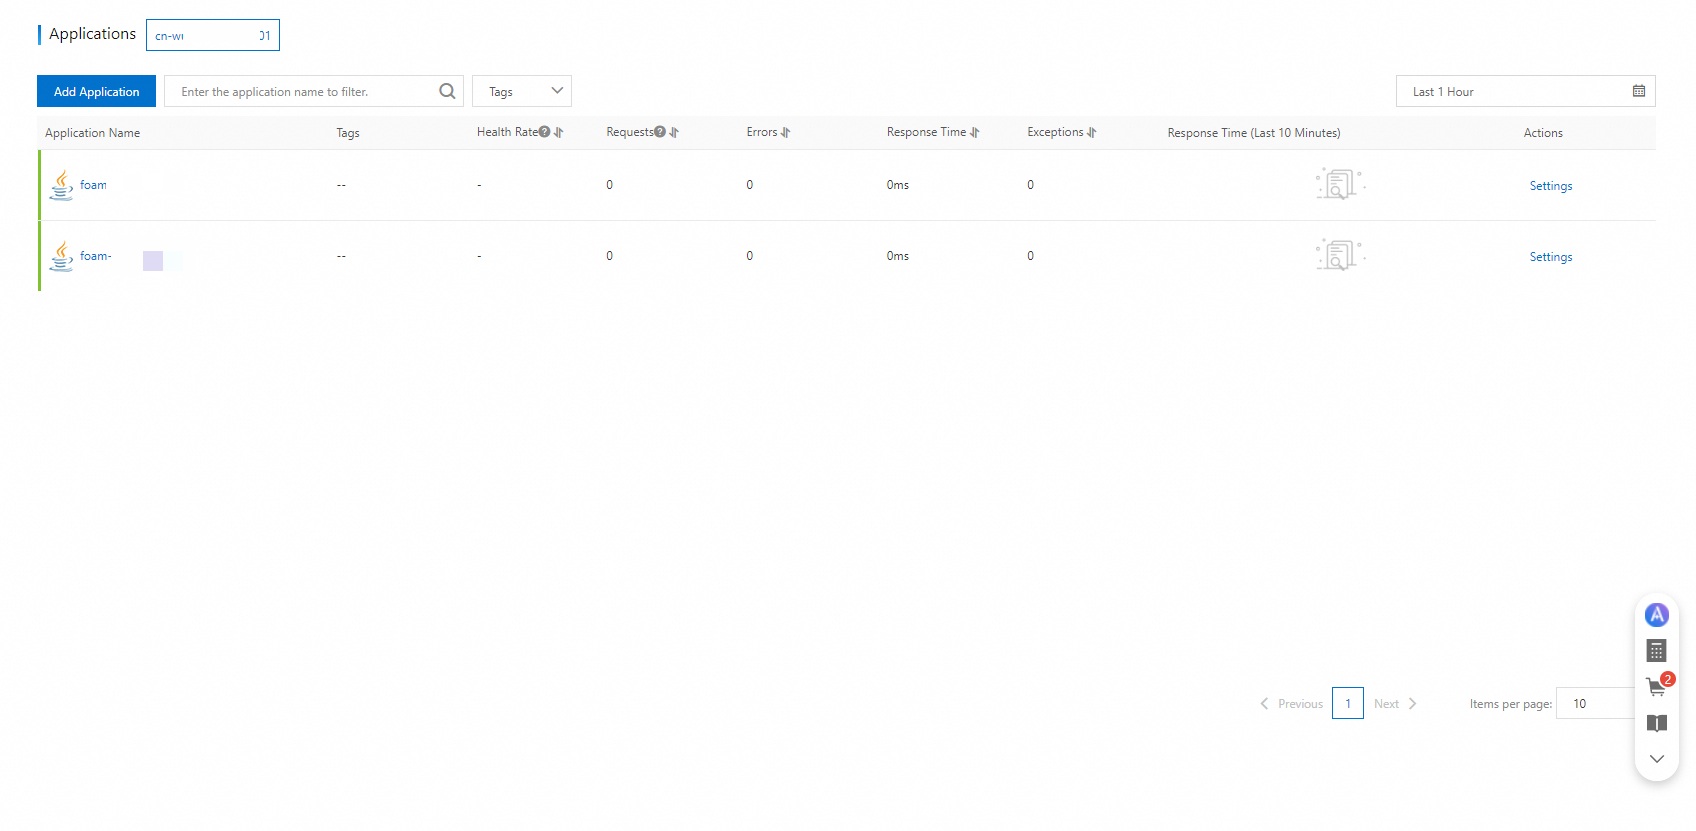 Applications
Add Application Enter the application name to filter. Tags Last 1 Hour
Application Name Tags Health Rate Requests Errors Response Time Exceptions Response Time (Last 10 Minutes) Actions
foam -- - 0 0 0ms 0 Settings
foam- -- - 0 0 0ms 0 Settings
2
Previous 1 Next Items per page: 10